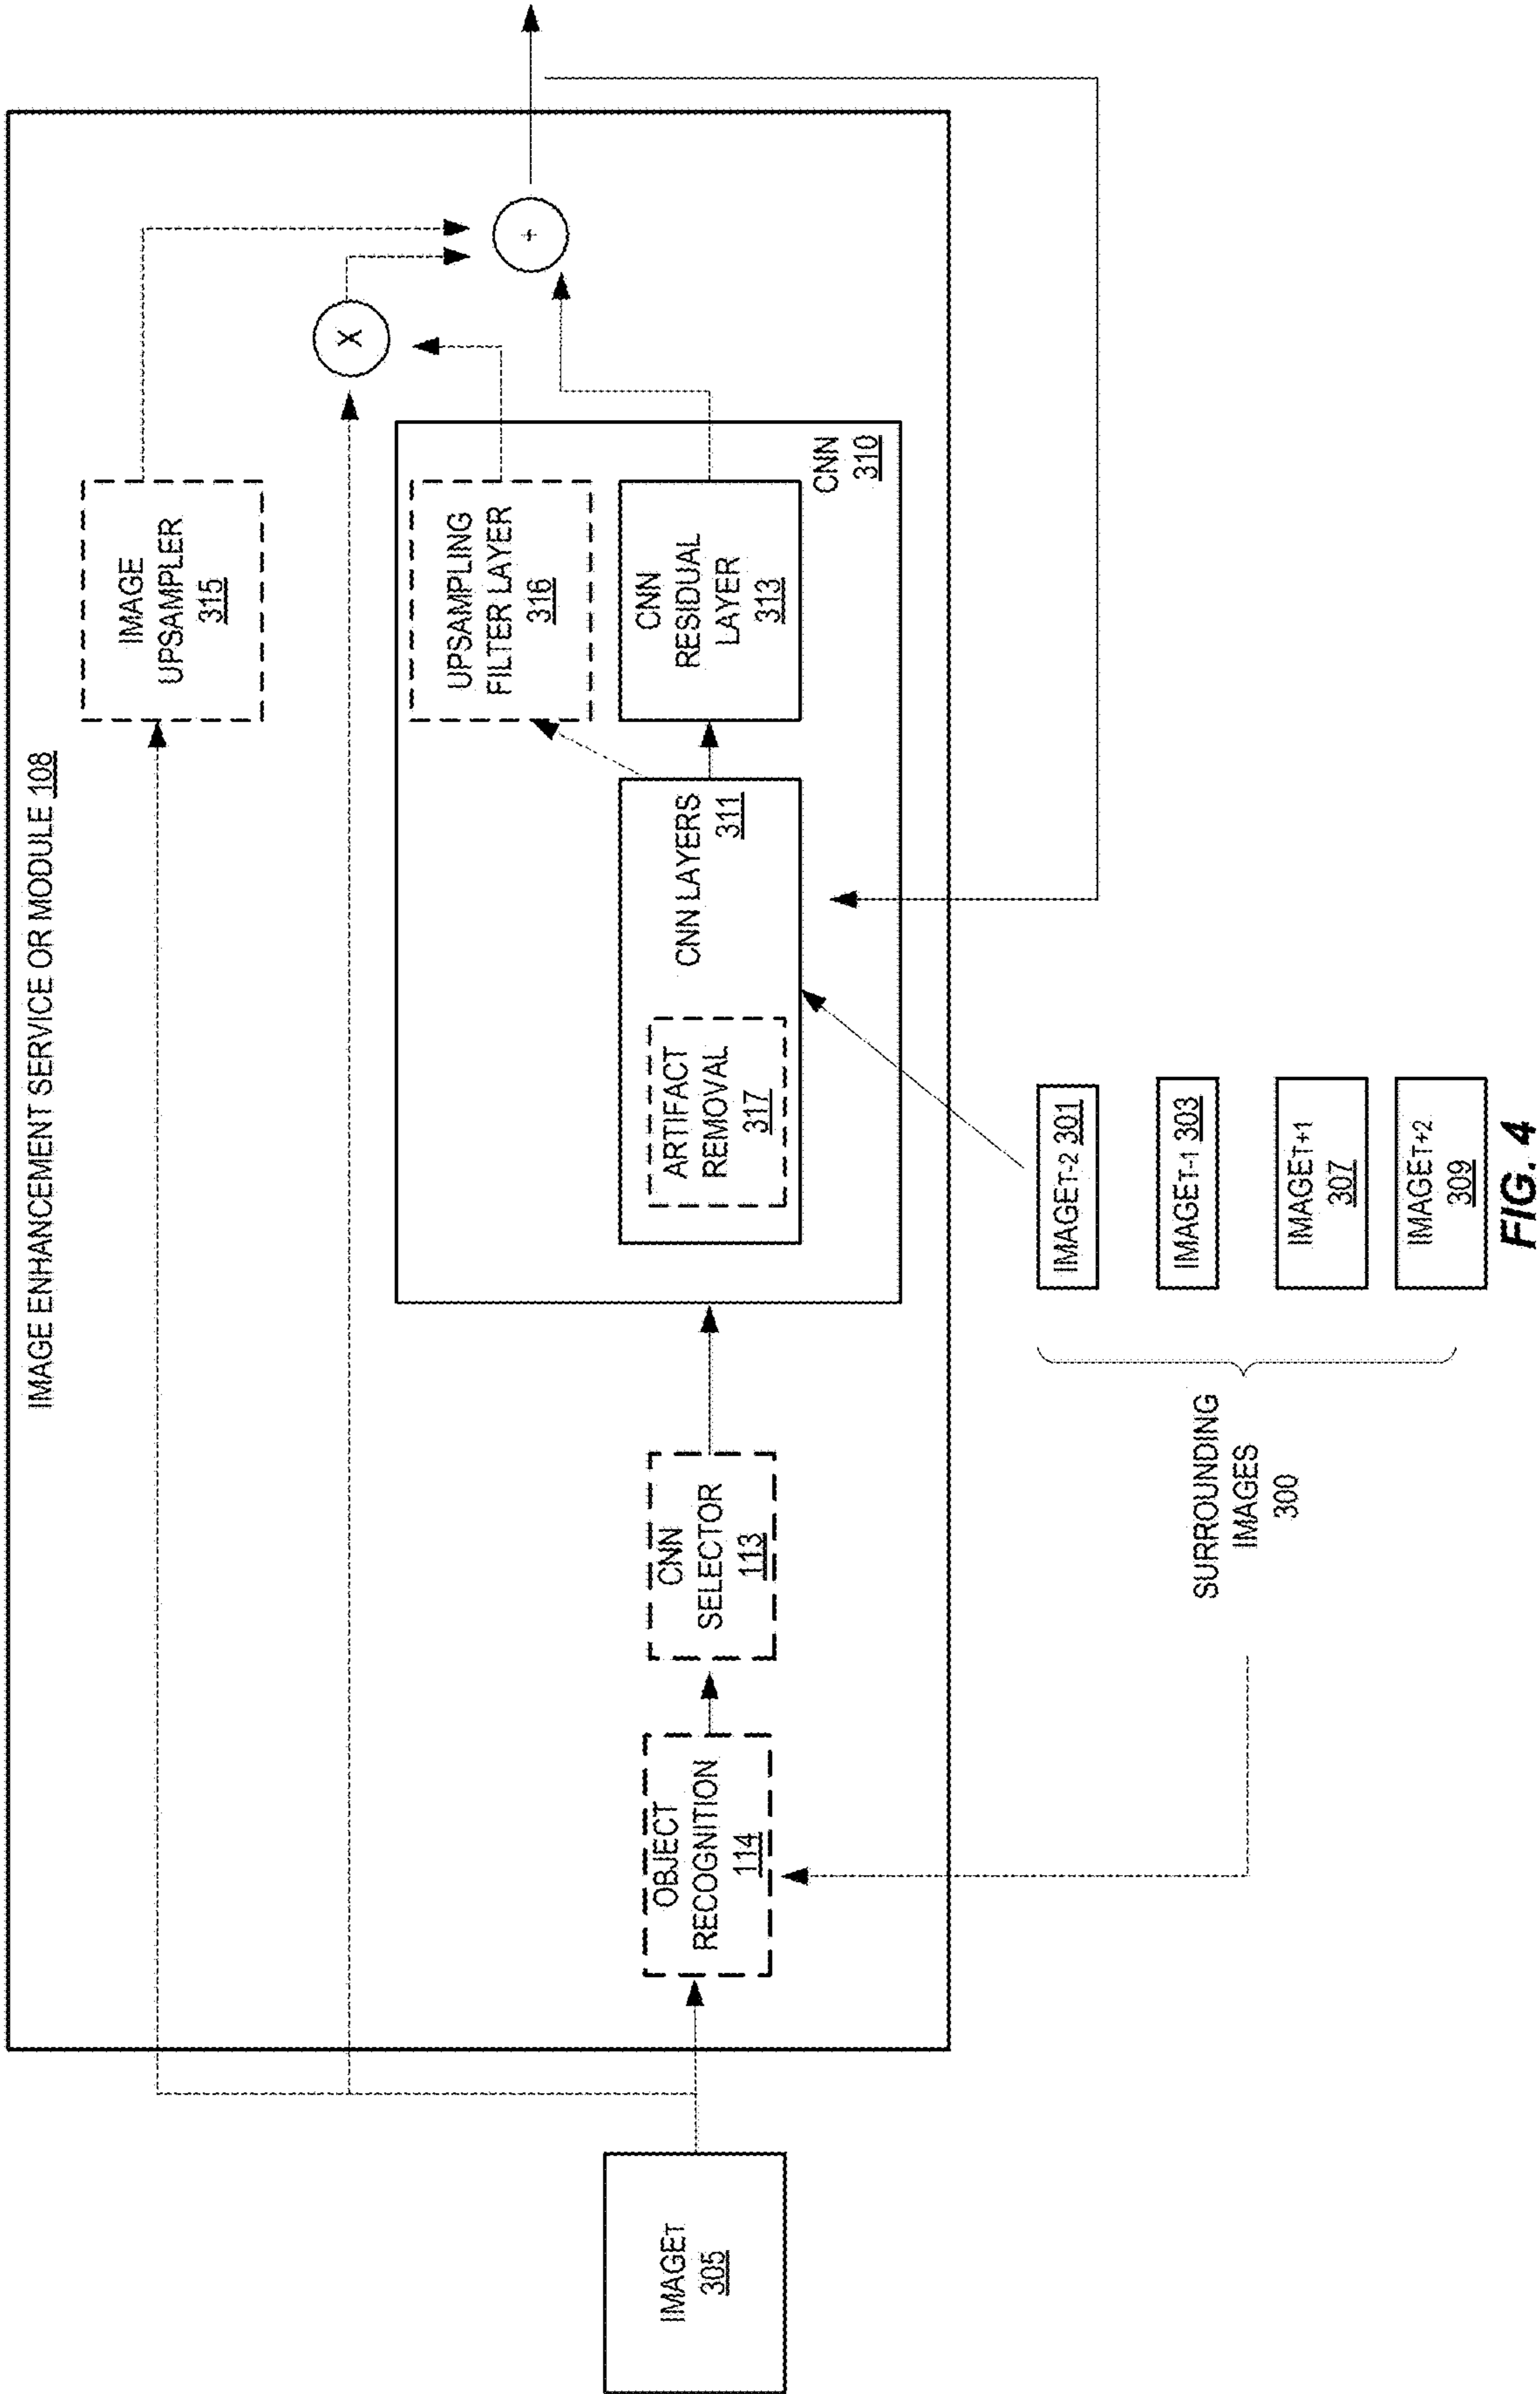 IMAGE ENHANCEMENT SERVICE OR MODULE 108
IMAGE
UPSAMPLER
315
X
+
UPSAMPLING
FILTER LAYER
316
CNN
RESIDUAL
LAYER
313
CNN
310
CNN LAYERS
311
ARTIFACT
REMOVAL
317
CNN
SELECTOR
113
OBJECT
RECOGNITION
114
IMAGET
305
SURROUNDING
IMAGES
300
IMAGET-2 301
IMAGET-1 303
IMAGET+1
307
IMAGET+2
309
FIG. 4